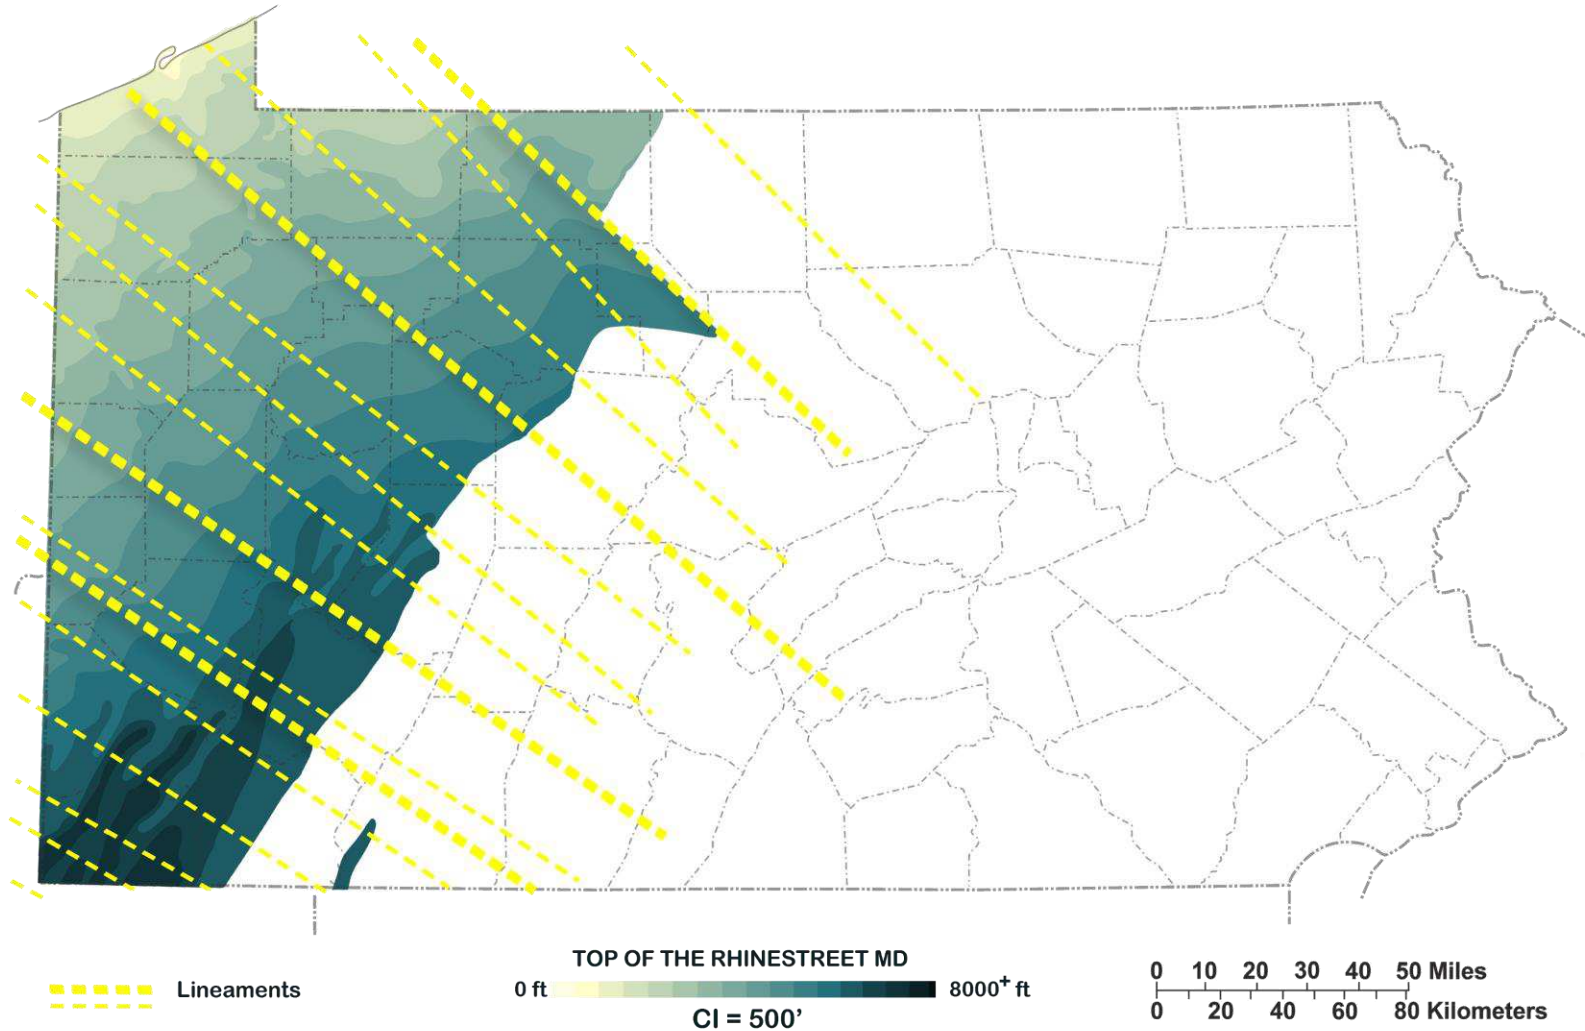 Lineaments
TOP OF THE RHINESTREET MD
0 ft 8000+ ft
CI = 500’
0 10 20 30 40 50 Miles
0 20 40 60 80 Kilometers